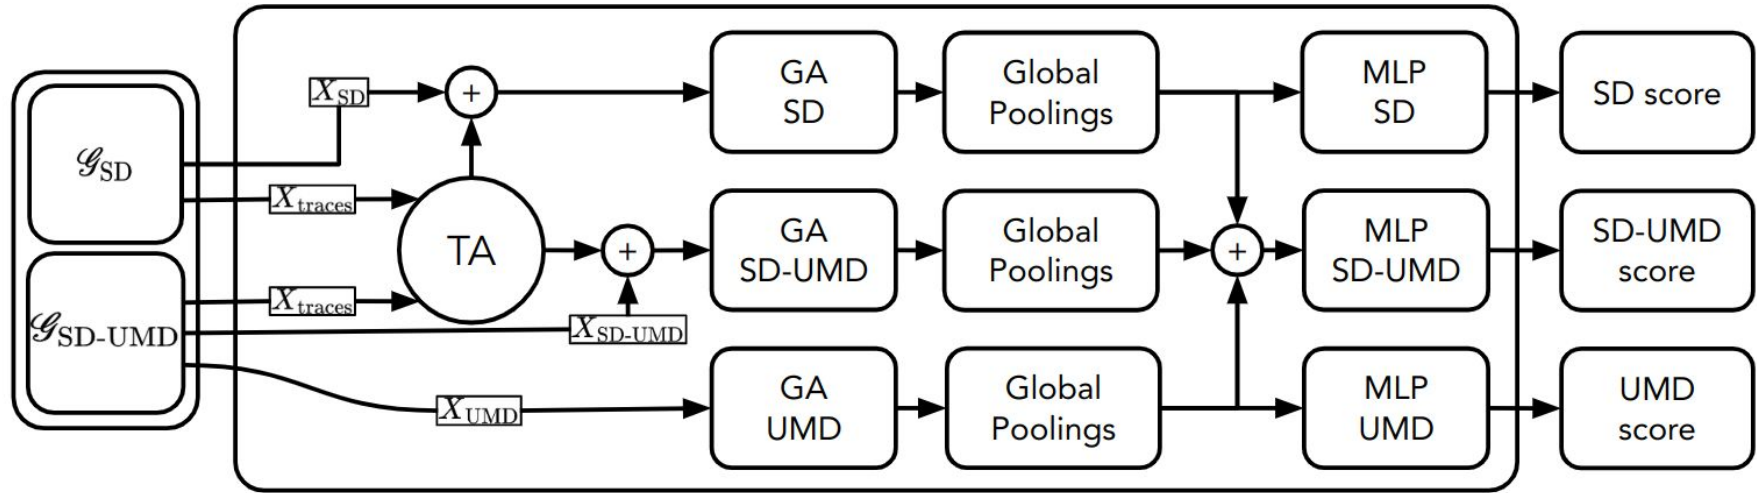 𝒢SD
𝒢SD-UMD
XSD
Xtraces
Xtraces
XSD-UMD
XUMD
+
TA
+
GA
SD
Global
Poolings
MLP
SD
SD score
GA
SD-UMD
Global
Poolings
+
MLP
SD-UMD
SD-UMD
score
GA
UMD
Global
Poolings
MLP
UMD
UMD
score